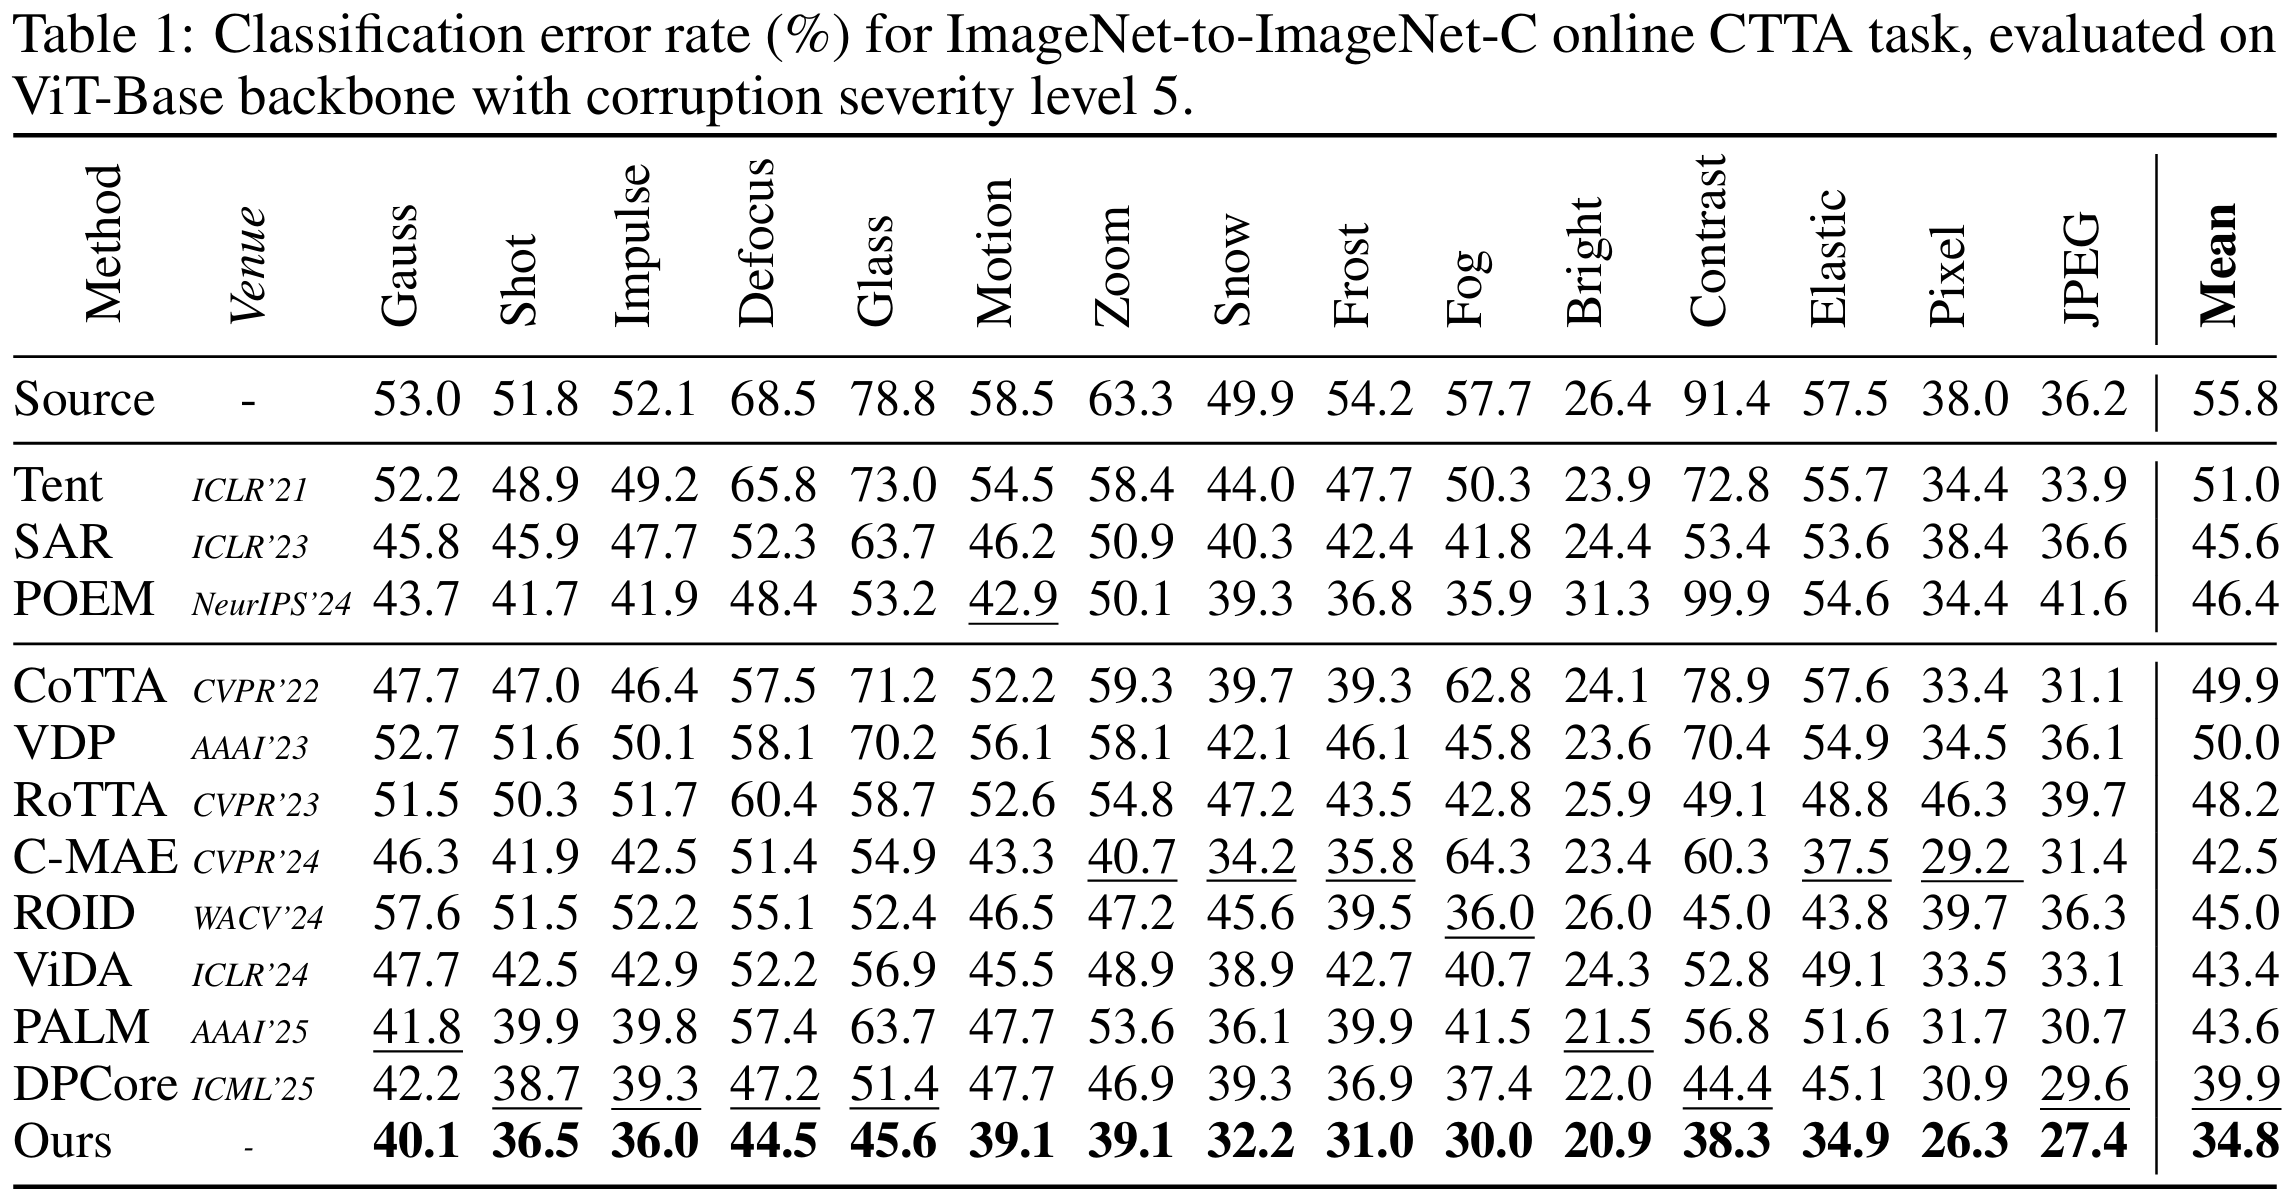 Table 1: Classification error rate (%) for ImageNet-to-ImageNet-C online CTTA task, evaluated on
ViT-Base backbone with corruption severity level 5.
Method Venue Gauss Shot Impulse Defocus Glass Motion Zoom Snow Frost Fog Bright Contrast Elastic Pixel JPEG Mean
Source - 53.0 51.8 52.1 68.5 78.8 58.5 63.3 49.9 54.2 57.7 26.4 91.4 57.5 38.0 36.2 55.8
Tent ICLR'21 52.2 48.9 49.2 65.8 73.0 54.5 58.4 44.0 47.7 50.3 23.9 72.8 55.7 34.4 33.9 51.0
SAR ICLR'23 45.8 45.9 47.7 52.3 63.7 46.2 50.9 40.3 42.4 41.8 24.4 53.4 53.6 38.4 36.6 45.6
POEM NeurIPS'24 43.7 41.7 41.9 48.4 53.2 42.9 50.1 39.3 36.8 35.9 31.3 99.9 54.6 34.4 41.6 46.4
CoTTA CVPR'22 47.7 47.0 46.4 57.5 71.2 52.2 59.3 39.7 39.3 62.8 24.1 78.9 57.6 33.4 31.1 49.9
VDP AAAI'23 52.7 51.6 50.1 58.1 70.2 56.1 58.1 42.1 46.1 45.8 23.6 70.4 54.9 34.5 36.1 50.0
RoTTA CVPR'23 51.5 50.3 51.7 60.4 58.7 52.6 54.8 47.2 43.5 42.8 25.9 49.1 48.8 46.3 39.7 48.2
C-MAE CVPR'24 46.3 41.9 42.5 51.4 54.9 43.3 40.7 34.2 35.8 64.3 23.4 60.3 37.5 29.2 31.4 42.5
ROID WACV'24 57.6 51.5 52.2 55.1 52.4 46.5 47.2 45.6 39.5 36.0 26.0 45.0 43.8 39.7 36.3 45.0
ViDA ICLR'24 47.7 42.5 42.9 52.2 56.9 45.5 48.9 38.9 42.7 40.7 24.3 52.8 49.1 33.5 33.1 43.4
PALM AAAI'25 41.8 39.9 39.8 57.4 63.7 47.7 53.6 36.1 39.9 41.5 21.5 56.8 51.6 31.7 30.7 43.6
DPCore ICML'25 42.2 38.7 39.3 47.2 51.4 47.7 46.9 39.3 36.9 37.4 22.0 44.4 45.1 30.9 29.6 39.9
Ours - 40.1 36.5 36.0 44.5 45.6 39.1 39.1 32.2 31.0 30.0 20.9 38.3 34.9 26.3 27.4 34.8